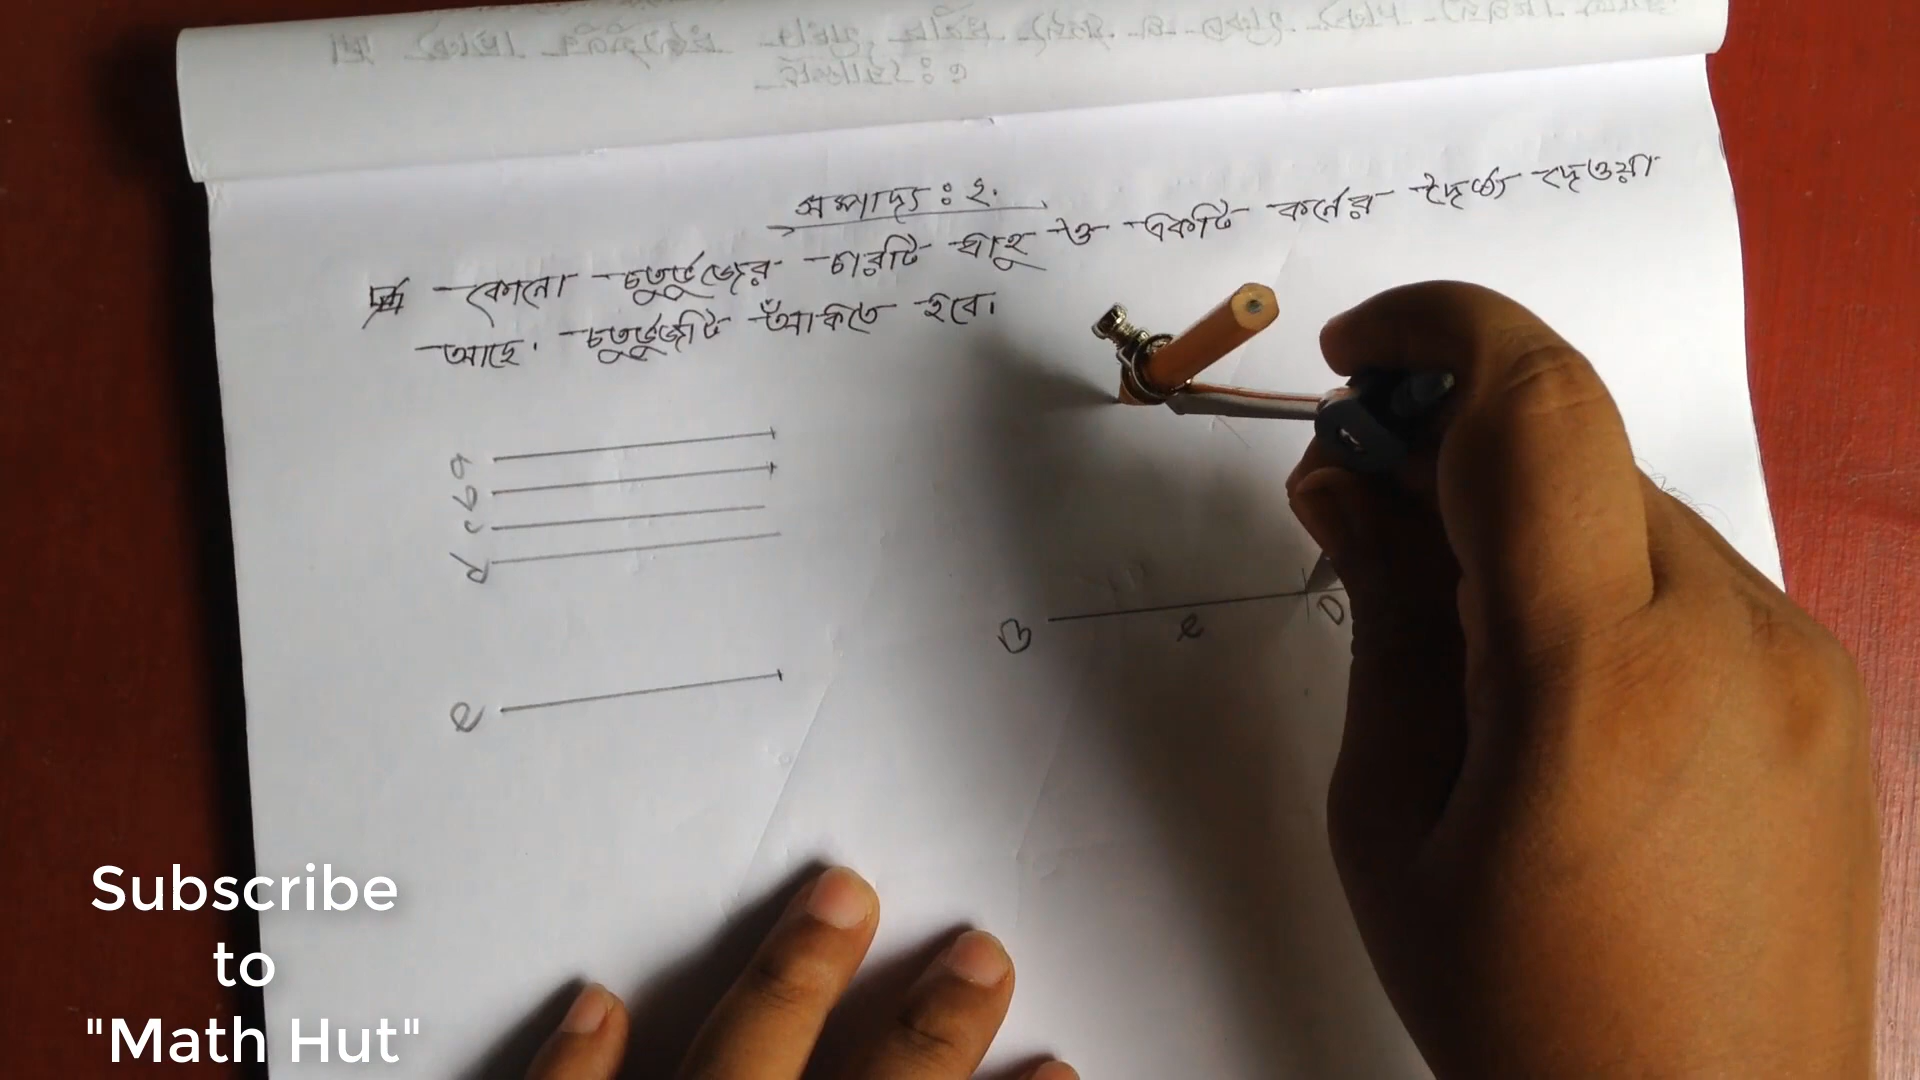 সম্পাদ্য : ২.
কোনো চতুর্ভুজের চারটি বাহু ও একটি কর্নের দৈর্ঘ্য দেওয়া
আছে. চতুর্ভুজটি আঁকতে হবে।
a
b
c
d
e
B
e
D
Subscribe
to
"Math Hut"